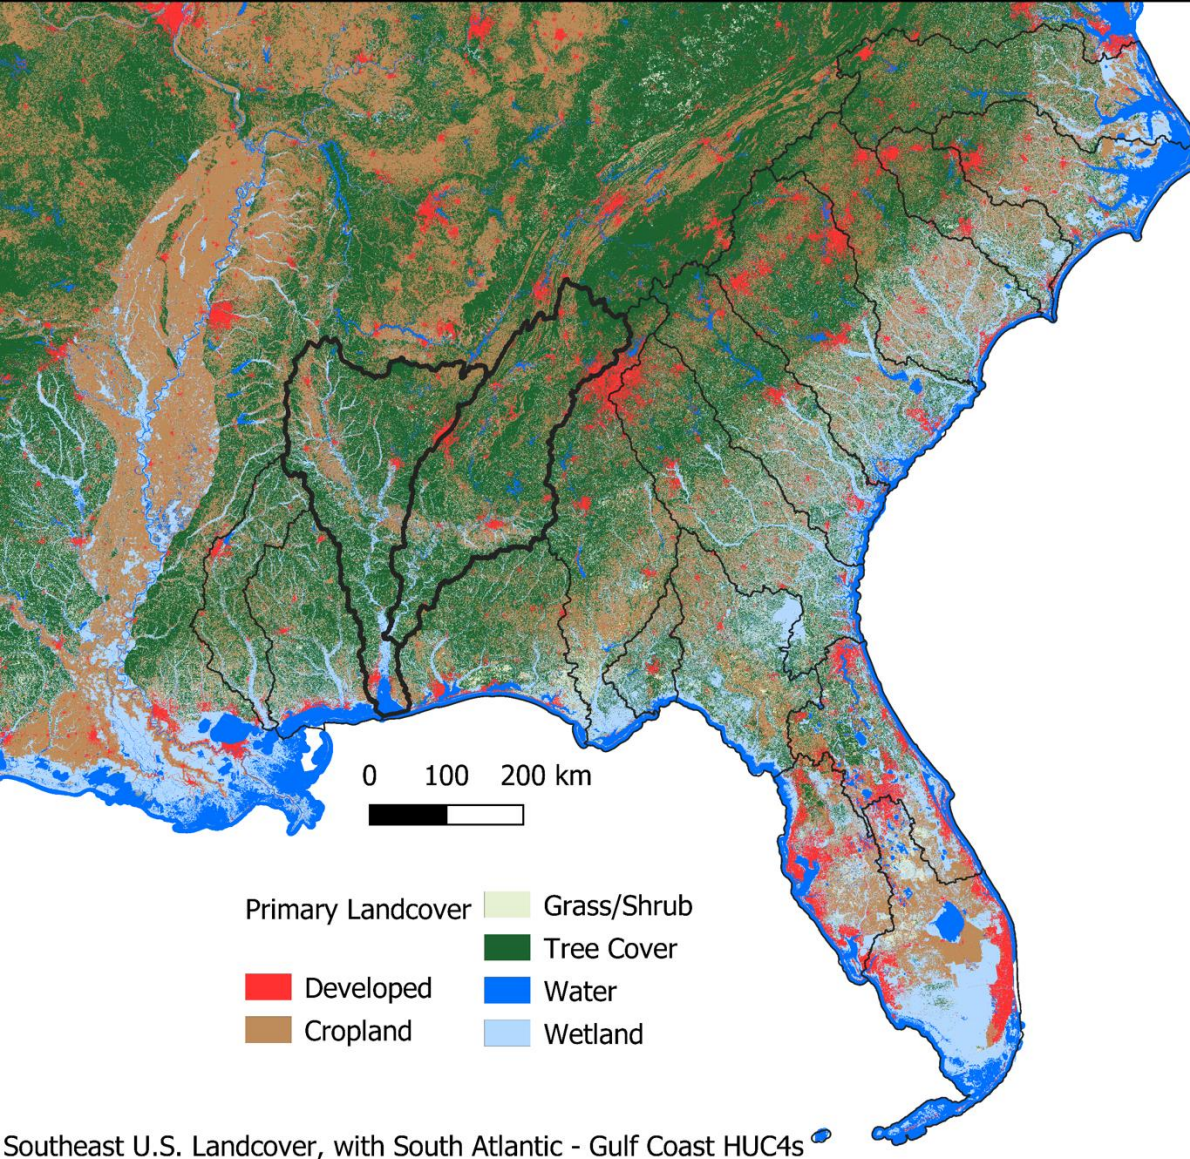 0 100 200 km
Primary Landcover
Developed
Cropland
Grass/Shrub
Tree Cover
Water
Wetland
Southeast U.S. Landcover, with South Atlantic - Gulf Coast HUC4s